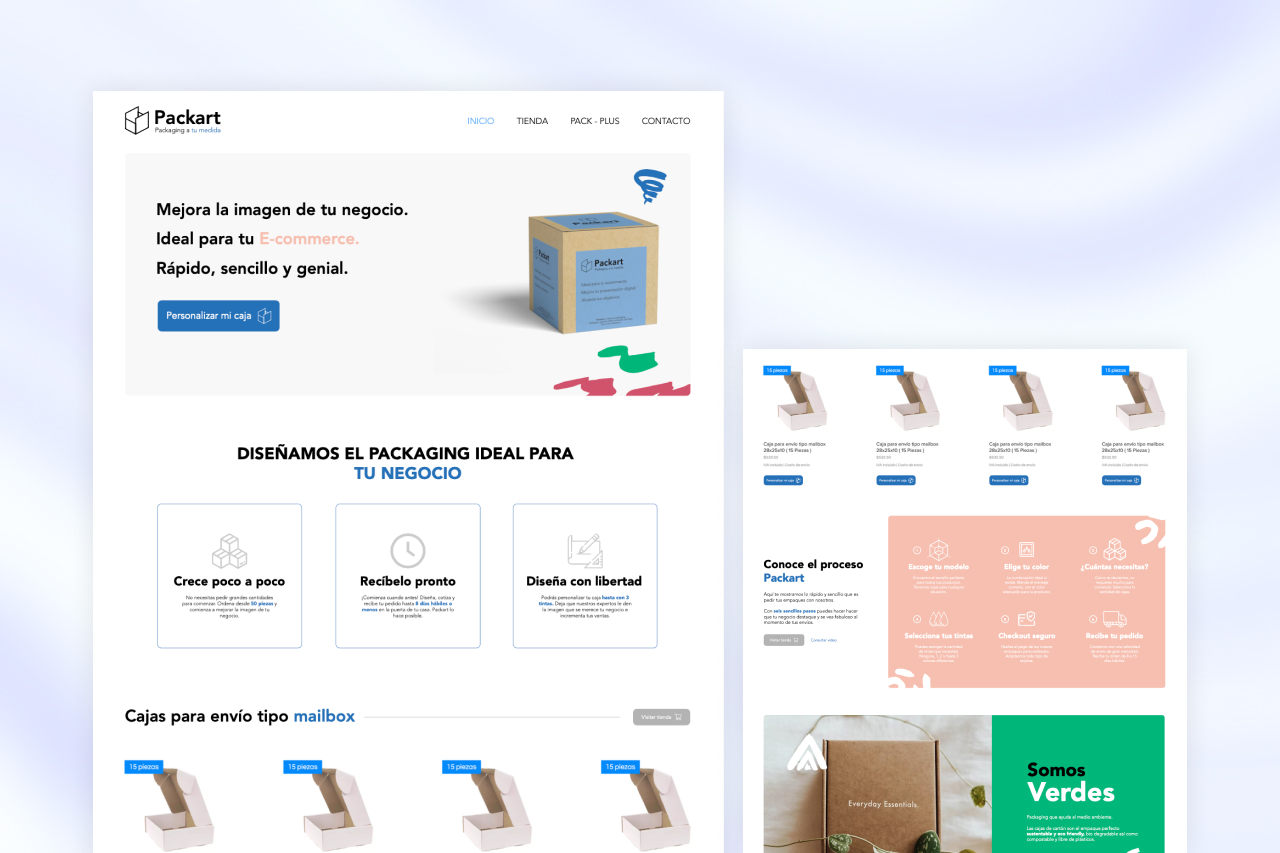 Packart
Packaging a tu medida
INICIO
TIENDA
PACK - PLUS
CONTACTO
Mejora la imagen de tu negocio.
Ideal para tu E-commerce.
Rápido, sencillo y genial.
Personalizar mi caja
Packart
Packart
DISEÑAMOS EL PACKAGING IDEAL PARA
TU NEGOCIO
Crece poco a poco
No necesitas pedir grandes cantidades
para comenzar. Ordena desde 50 piezas y
comienza a mejorar la imagen de tu
negocio.
Recíbelo pronto
¡Comienza cuando antes! Diseña, cotiza y
recibe tu pedido hasta 8 días hábiles o
menos en la puerta de tu casa. Packart lo
hace posible.
Diseña con libertad
Podrás personalizar tu caja hasta con 3
tintas. Deja que nuestras expertos le den
la imagen que se merece tu negocio e
incrementa tus ventas.
Cajas para envío tipo mailbox
Visitar tienda
15 piezas
15 piezas
15 piezas
15 piezas
15 piezas
15 piezas
15 piezas
15 piezas
Caja para envío tipo mailbox
28x25x10 ( 15 Piezas )
Personalizar mi caja
Caja para envío tipo mailbox
28x25x10 ( 15 Piezas )
Personalizar mi caja
Caja para envío tipo mailbox
28x25x10 ( 15 Piezas )
Personalizar mi caja
Caja para envío tipo mailbox
28x25x10 ( 15 Piezas )
Personalizar mi caja
Conoce el proceso
Packart
Aquí te mostramos lo rápido y sencillo que es
pedir tus empaques con nosotros.
Con seis sencillos pasos puedes hacer hacer
que tu negocio destaque y se vea fabuloso al
momento de tus envíos.
Visitar tienda
Consultar video
1
Escoge tu modelo
2
Elige tu color
3
¿Cuántas necesitas?
4
Selecciona tus tintas
5
Checkout seguro
6
Recibe tu pedido
Everyday Essentials.
Somos
Verdes
Packaging que ayuda al medio ambiente.
Las cajas de cartón son el empaque perfecto
sustentable y eco friendly, bio degradable así como
compostable y libre de plásticos.